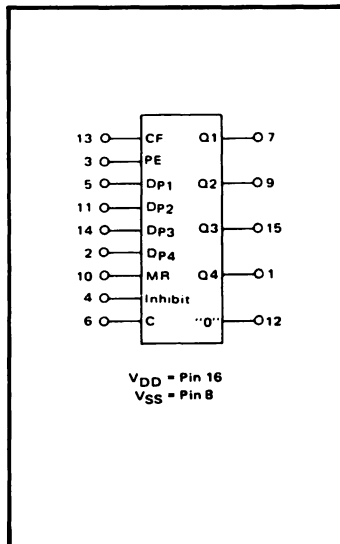 13 CF Q1 7
3 PE
5 DP1 Q2 9
11 DP2
14 DP3 Q3 15
2 DP4
10 MR Q4 1
4 Inhibit
6 C "0" 12
VDD = Pin 16
VSS = Pin 8